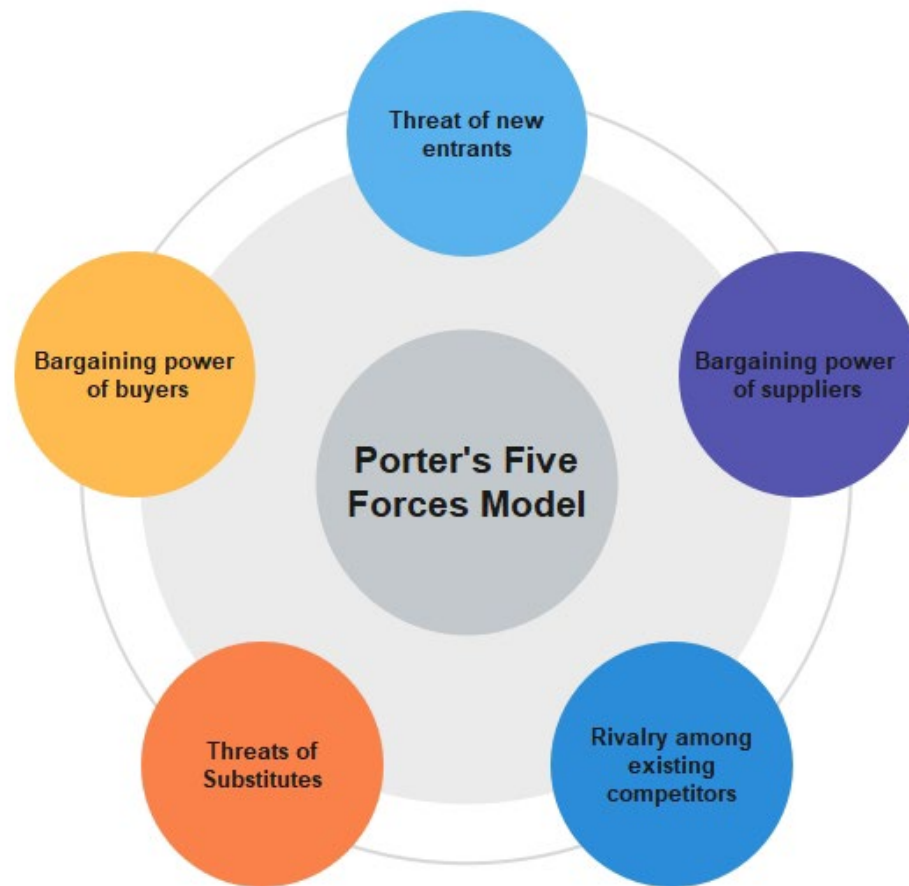 Threat of new
entrants
Bargaining power
of buyers
Bargaining power
of suppliers
Porter's Five
Forces Model
Threats of
Substitutes
Rivalry among
existing
competitors